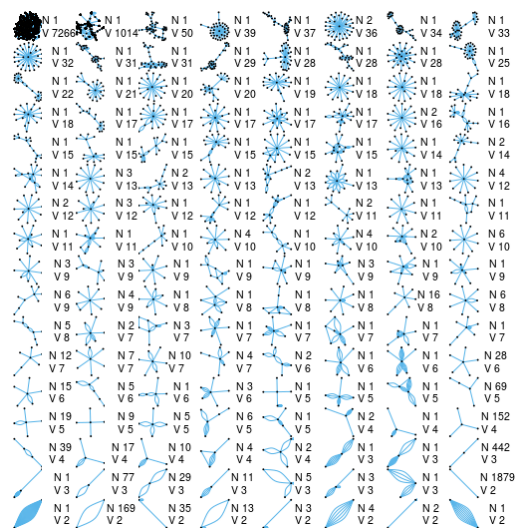 N 1 N 1 N 1 N 1 N 1 N 2 N 1 N 1
V 7266 V 1014 V 50 V 39 V 37 V 36 V 34 V 33
N 1 N 1 N 1 N 1 N 1 N 1 N 1 N 1
V 32 V 31 V 31 V 29 V 28 V 28 V 28 V 25
N 1 N 1 N 1 N 1 N 1 N 1 N 1 N 1
V 22 V 21 V 20 V 20 V 19 V 18 V 18 V 18
N 1 N 1 N 1 N 1 N 1 N 1 N 2 N 1
V 18 V 17 V 17 V 17 V 17 V 17 V 16 V 16
N 1 N 1 N 1 N 1 N 1 N 1 N 1 N 2
V 15 V 15 V 15 V 15 V 15 V 15 V 14 V 14
N 1 N 3 N 2 N 1 N 2 N 1 N 1 N 4
V 14 V 13 V 13 V 13 V 13 V 13 V 13 V 12
N 2 N 3 N 1 N 1 N 1 N 2 N 1 N 1
V 12 V 12 V 12 V 12 V 12 V 11 V 11 V 11
N 1 N 1 N 1 N 4 N 1 N 4 N 2 N 6
V 11 V 11 V 10 V 10 V 10 V 10 V 10 V 10
N 3 N 3 N 1 N 1 N 1 N 3 N 1 N 1
V 9 V 9 V 9 V 9 V 9 V 9 V 9 V 9
N 6 N 4 N 1 N 1 N 1 N 1 N 16 N 1
V 9 V 9 V 9 V 8 V 8 V 8 V 8 V 8
N 5 N 2 N 3 N 1 N 1 N 1 N 1 N 1
V 8 V 7 V 7 V 7 V 7 V 7 V 7 V 7
N 12 N 7 N 10 N 4 N 2 N 1 N 1 N 28
V 7 V 7 V 7 V 7 V 6 V 6 V 6 V 6
N 15 N 5 N 1 N 3 N 1 N 1 N 1 N 69
V 6 V 6 V 6 V 6 V 5 V 5 V 5 V 5
N 19 N 9 N 5 N 6 N 1 N 2 N 1 N 152
V 5 V 5 V 5 V 5 V 5 V 4 V 4 V 4
N 39 N 17 N 10 N 4 N 2 N 1 N 1 N 442
V 4 V 4 V 4 V 4 V 4 V 3 V 3 V 3
N 1 N 77 N 29 N 11 N 5 N 3 N 1 N 1879
V 3 V 3 V 3 V 3 V 3 V 3 V 3 V 2
N 1 N 169 N 35 N 13 N 3 N 4 N 2 N 1
V 2 V 2 V 2 V 2 V 2 V 2 V 2 V 2